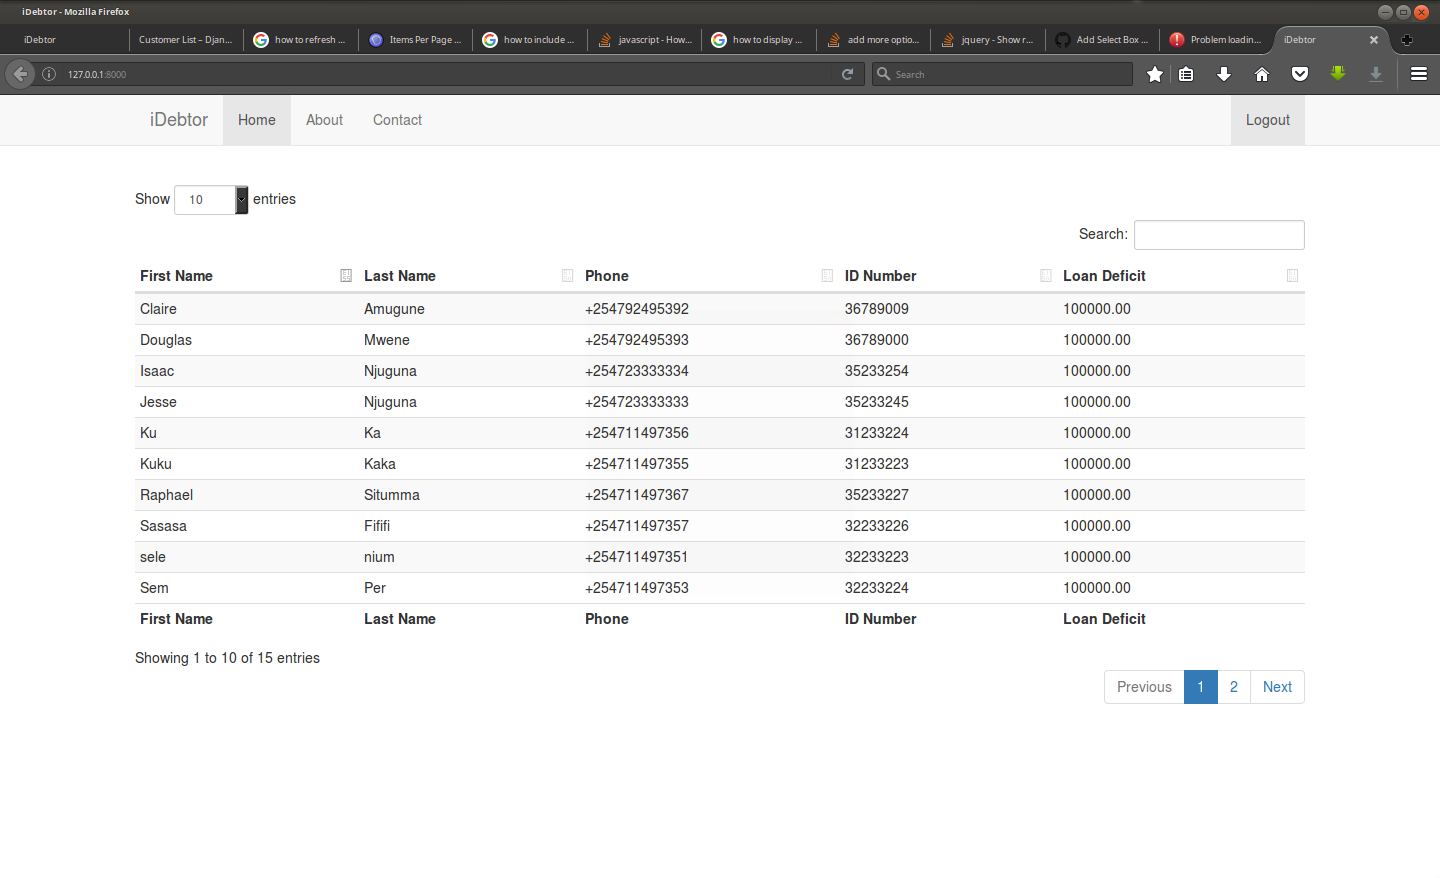 iDebtor - Mozilla Firefox
iDebtor Customer List – Djan... how to refresh ... Items Per Page ... how to include ... javascript - How... how to display ... add more optio... jquery - Show r... Add Select Box ... Problem loadin... iDebtor
127.0.0.1:8000 Search
iDebtor Home About Contact Logout
Show 10 entries
Search:
First Name Last Name Phone ID Number Loan Deficit
Claire Amugune +254792495392 36789009 100000.00
Douglas Mwene +254792495393 36789000 100000.00
Isaac Njuguna +254723333334 35233254 100000.00
Jesse Njuguna +254723333333 35233245 100000.00
Ku Ka +254711497356 31233224 100000.00
Kuku Kaka +254711497355 31233223 100000.00
Raphael Situmma +254711497367 35233227 100000.00
Sasasa Fififi +254711497357 32233226 100000.00
sele nium +254711497351 32233223 100000.00
Sem Per +254711497353 32233224 100000.00
First Name Last Name Phone ID Number Loan Deficit
Showing 1 to 10 of 15 entries
Previous 1 2 Next